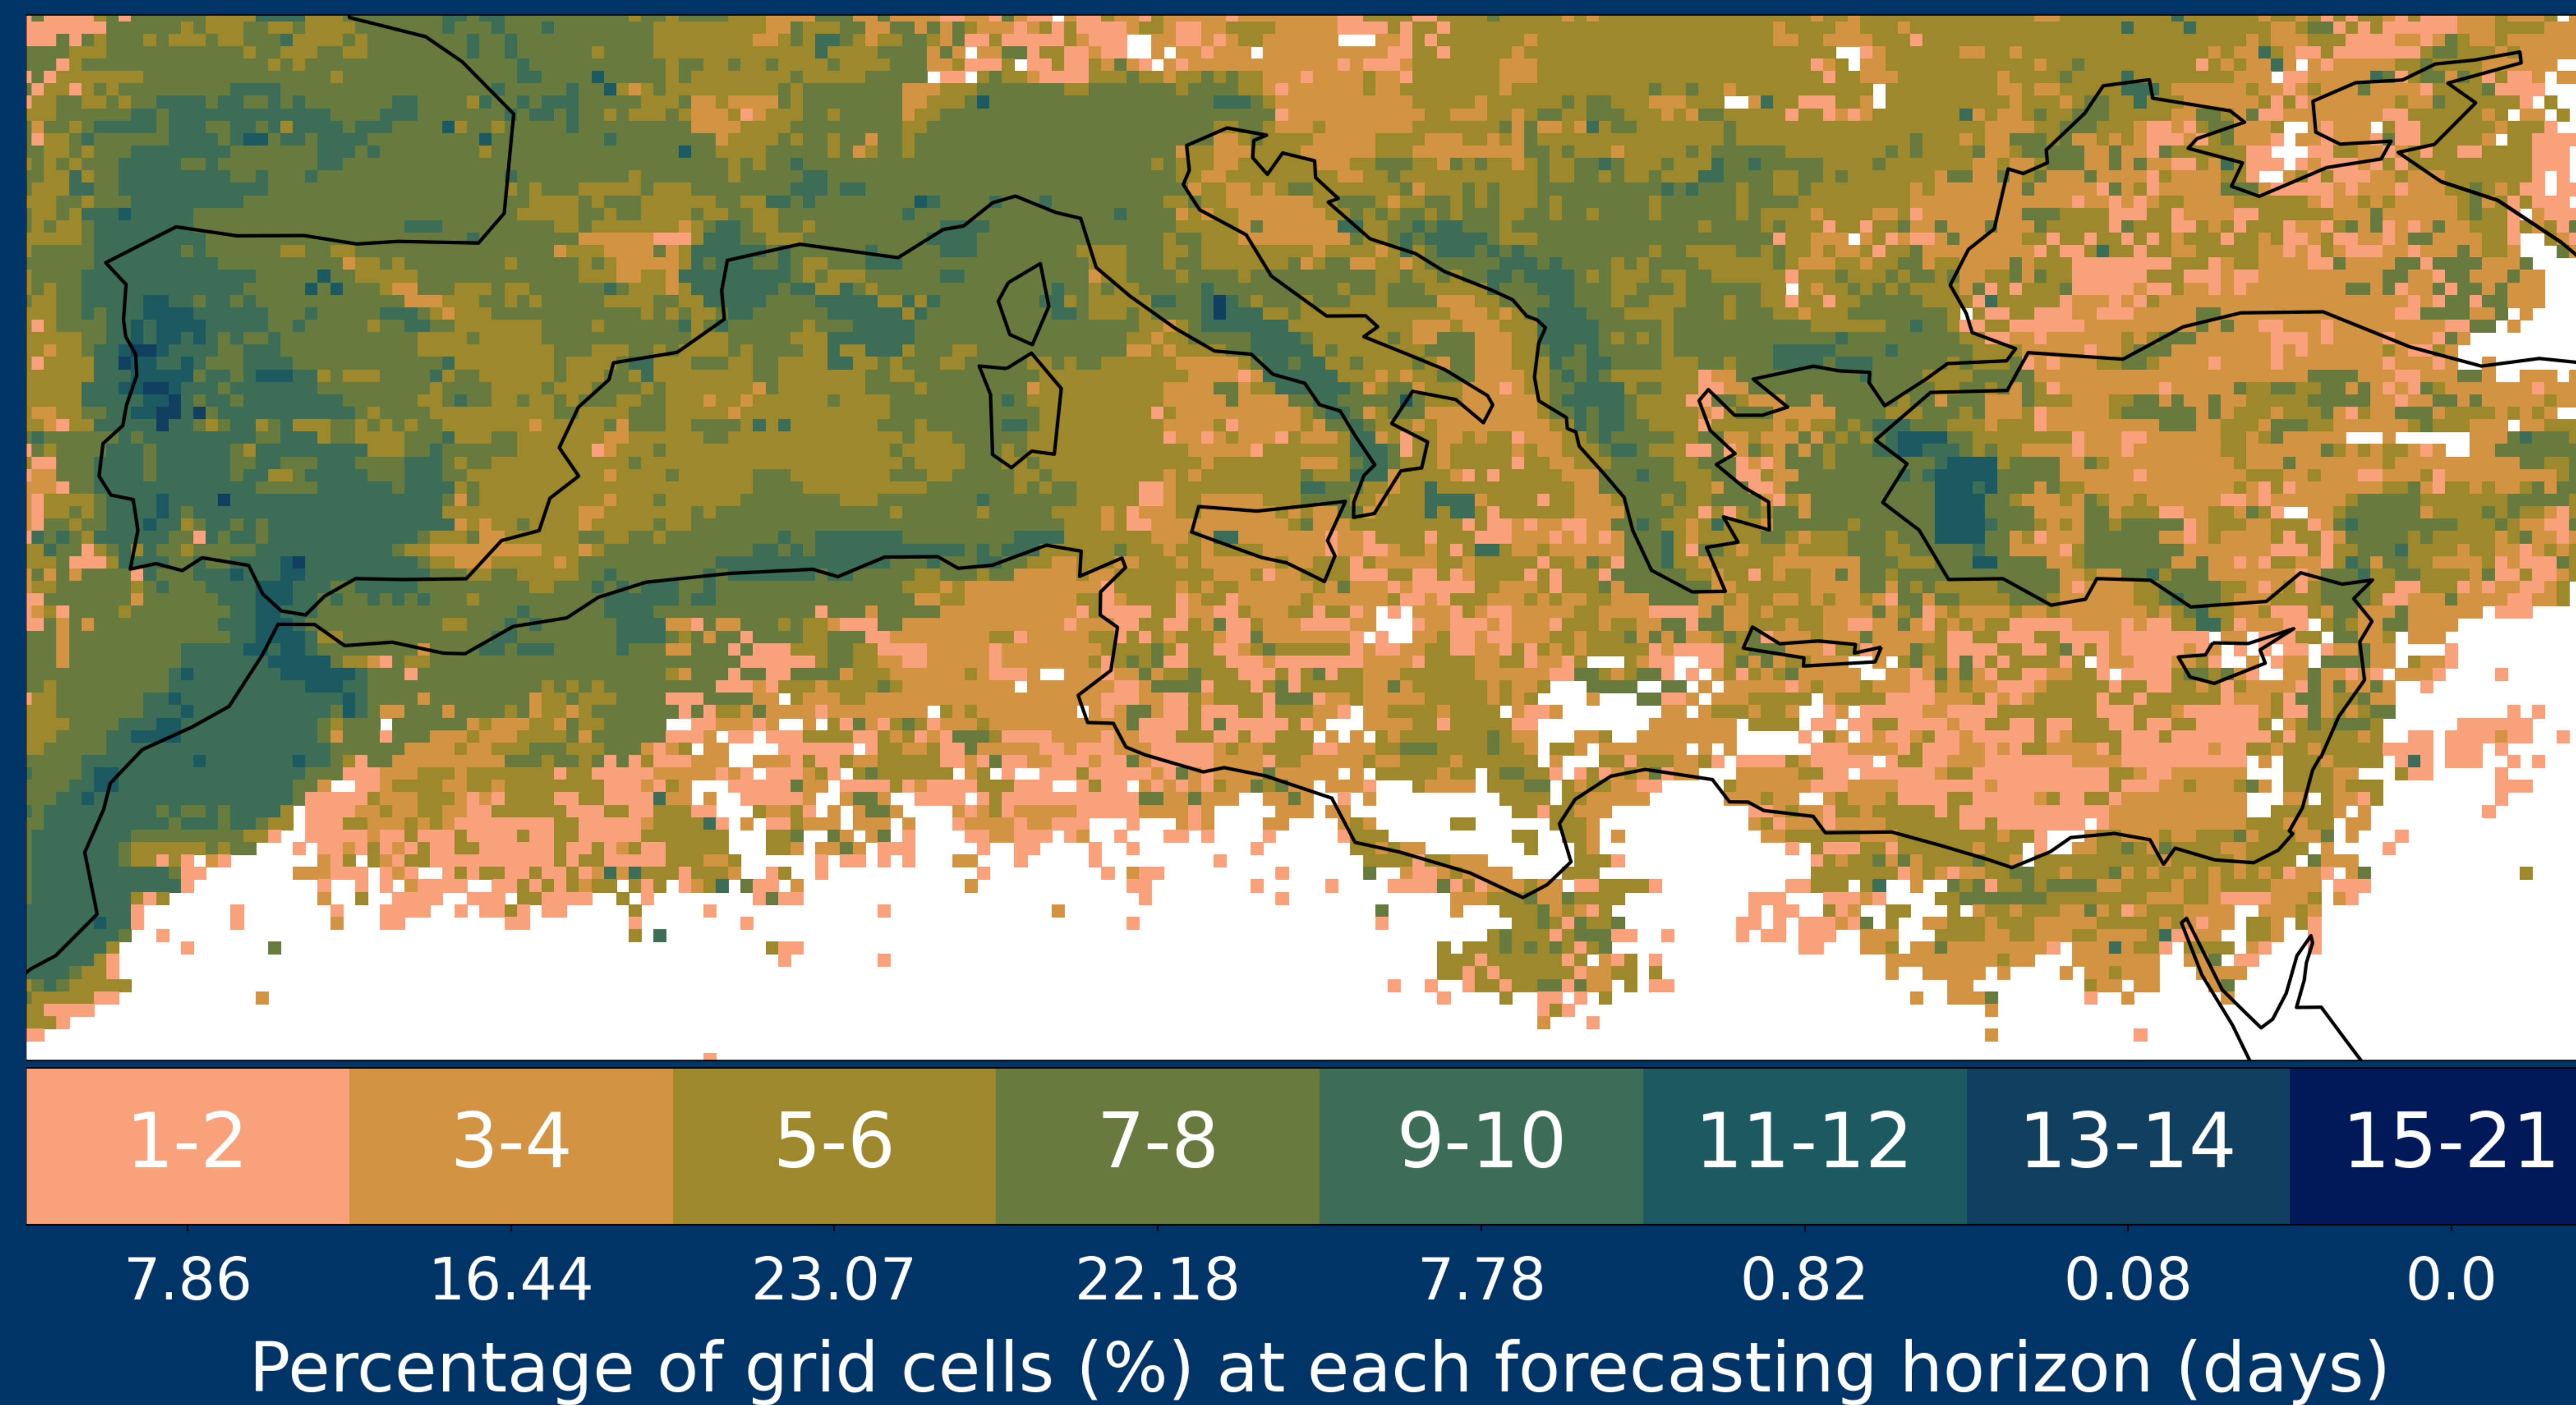 1-2 3-4 5-6 7-8 9-10 11-12 13-14 15-21
7.86 16.44 23.07 22.18 7.78 0.82 0.08 0.0
Percentage of grid cells (%) at each forecasting horizon (days)